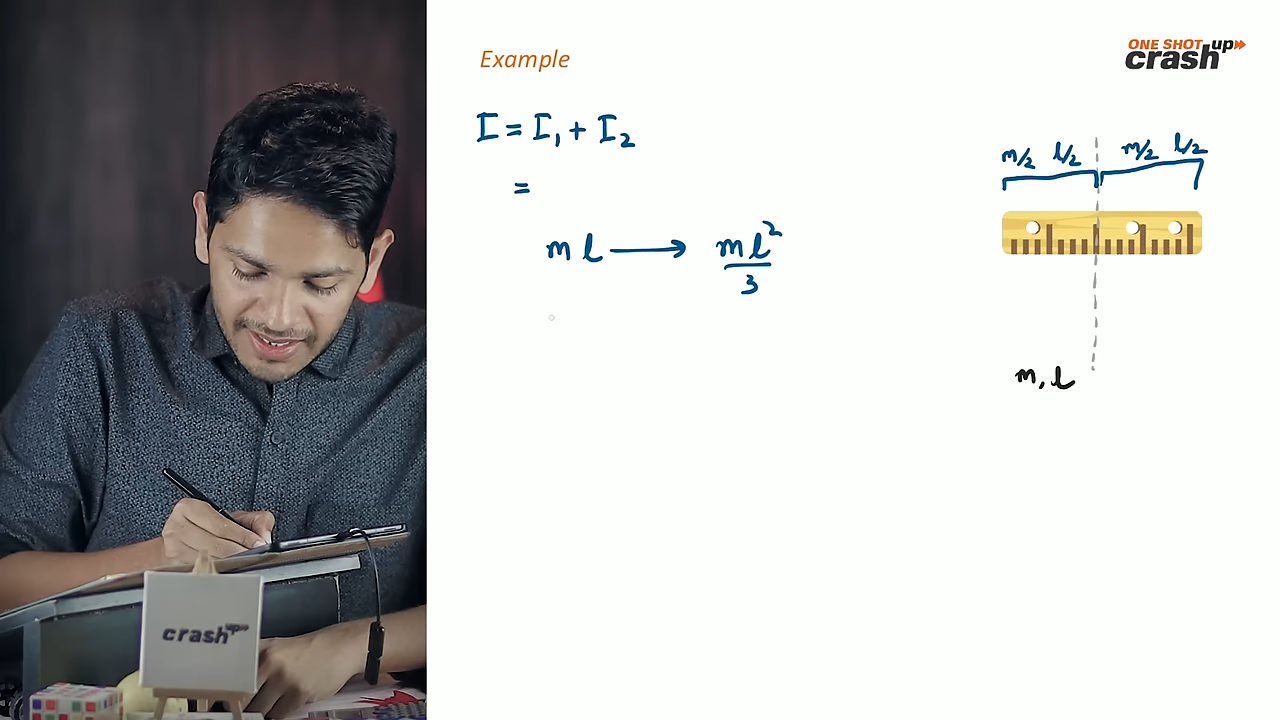 Example
ONE SHOT
crash up
I = I₁ + I₂
m/2 l/2 m/2 l/2
=
m l ⟶ ml²/3
m, l
crash up